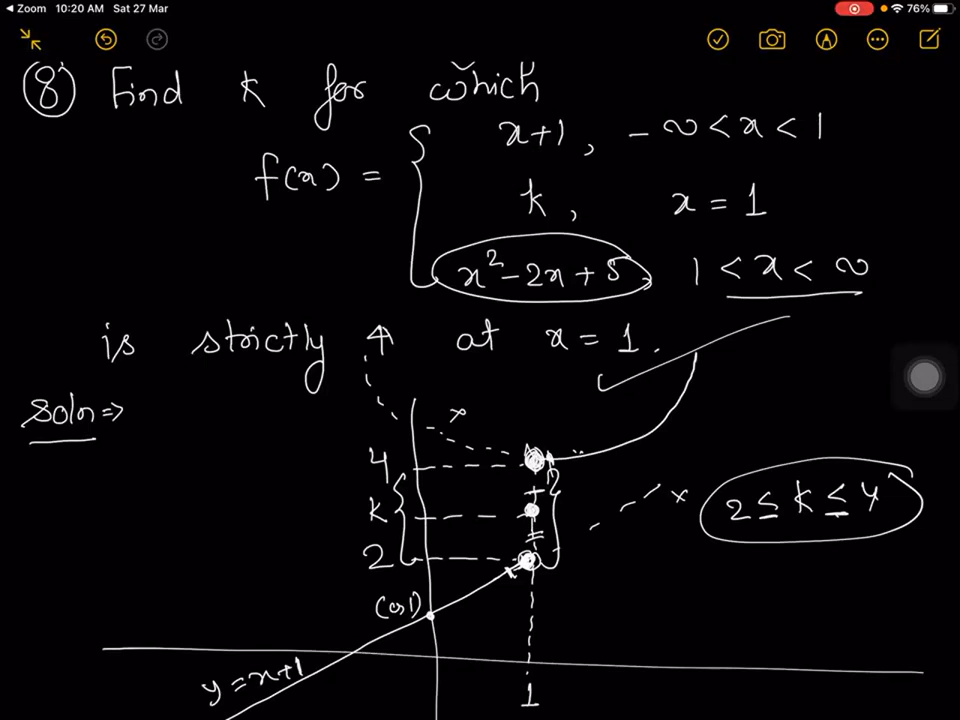 Zoom 10:20 AM Sat 27 Mar 76%
(8) Find k for which
f(x) = { x+1, -∞ < x < 1
k, x = 1
x² - 2x + 5, 1 < x < ∞
is strictly ↑ at x = 1.
Soln ⇒
4
k
2
2 ≤ k ≤ 4
(0,1)
y = x+1
1